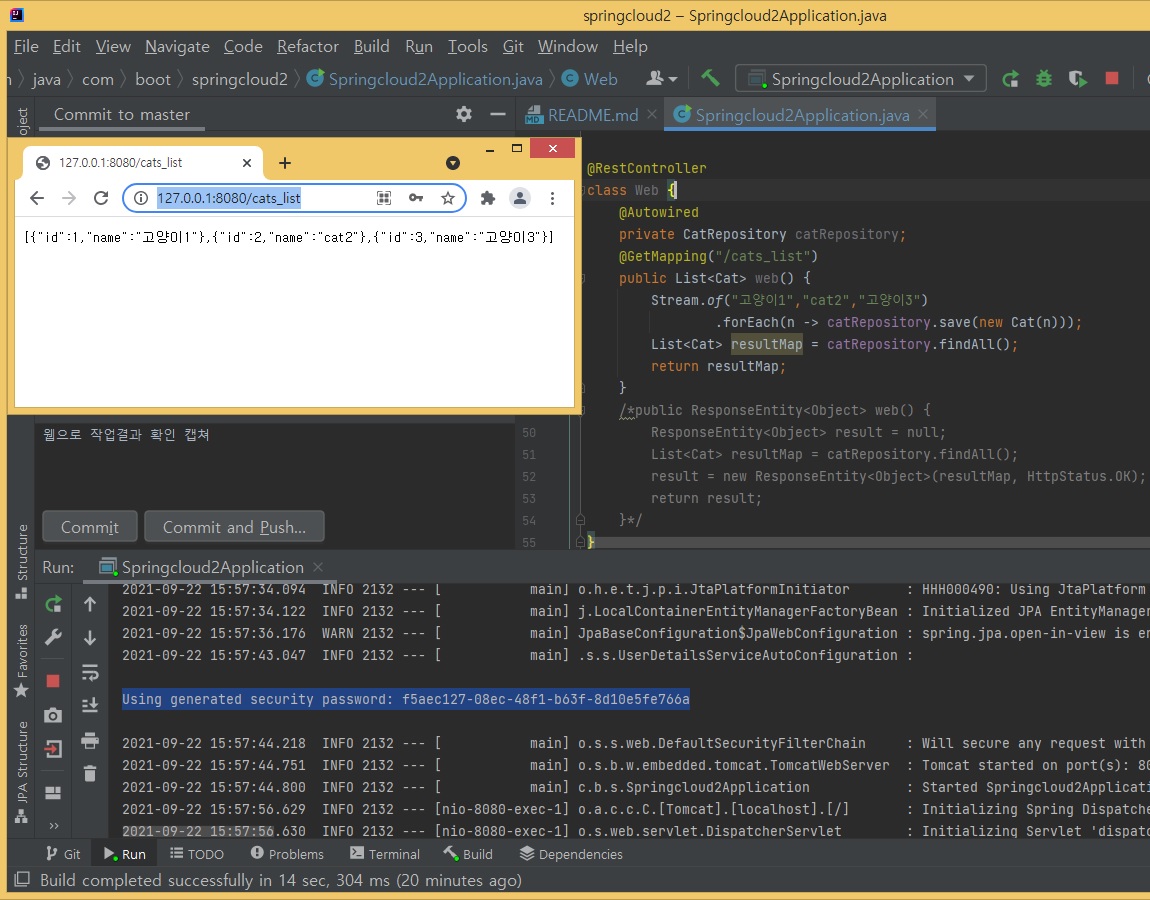 springcloud2 – Springcloud2Application.java
File Edit View Navigate Code Refactor Build Run Tools Git Window Help
java com boot springcloud2 Springcloud2Application.java Web Springcloud2Application
Commit to master
README.md
Springcloud2Application.java
127.0.0.1:8080/cats_list
127.0.0.1:8080/cats_list
[{"id":1,"name":"고양이1"},{"id":2,"name":"cat2"},{"id":3,"name":"고양이3"}]
@RestController
class Web {
@Autowired
private CatRepository catRepository;
@GetMapping("/cats_list")
public List<Cat> web() {
Stream.of("고양이1","cat2","고양이3")
.forEach(n -> catRepository.save(new Cat(n)));
List<Cat> resultMap = catRepository.findAll();
return resultMap;
}
/*public ResponseEntity<Object> web() {
50 ResponseEntity<Object> result = null;
51 List<Cat> resultMap = catRepository.findAll();
52 result = new ResponseEntity<Object>(resultMap, HttpStatus.OK);
53 return result;
54 }*/
55 }
웹으로 작업결과 확인 캡쳐
Commit
Commit and Push...
Structure
Favorites
JPA Structure
Run: Springcloud2Application
2021-09-22 15:57:34.094 INFO 2132 --- [ main] o.h.e.t.j.p.i.JtaPlatformInitiator : HHH000490: Using JtaPlatform
2021-09-22 15:57:34.122 INFO 2132 --- [ main] j.LocalContainerEntityManagerFactoryBean : Initialized JPA EntityManager
2021-09-22 15:57:36.176 WARN 2132 --- [ main] JpaBaseConfiguration$JpaWebConfiguration : spring.jpa.open-in-view is
2021-09-22 15:57:43.047 INFO 2132 --- [ main] .s.s.UserDetailsServiceAutoConfiguration :
Using generated security password: f5aec127-08ec-48f1-b63f-8d10e5fe766a
2021-09-22 15:57:44.218 INFO 2132 --- [ main] o.s.s.web.DefaultSecurityFilterChain : Will secure any request with
2021-09-22 15:57:44.751 INFO 2132 --- [ main] o.s.b.w.embedded.tomcat.TomcatWebServer : Tomcat started on port(s): 80
2021-09-22 15:57:44.800 INFO 2132 --- [ main] c.b.s.Springcloud2Application : Started Springcloud2Applicati
2021-09-22 15:57:56.629 INFO 2132 --- [nio-8080-exec-1] o.a.c.c.C.[Tomcat].[localhost].[/] : Initializing Spring Dispatche
2021-09-22 15:57:56.630 INFO 2132 --- [nio-8080-exec-1] o.s.web.servlet.DispatcherServlet : Initializing Servlet 'dispatc
Git Run TODO Problems Terminal Build Dependencies
Build completed successfully in 14 sec, 304 ms (20 minutes ago)